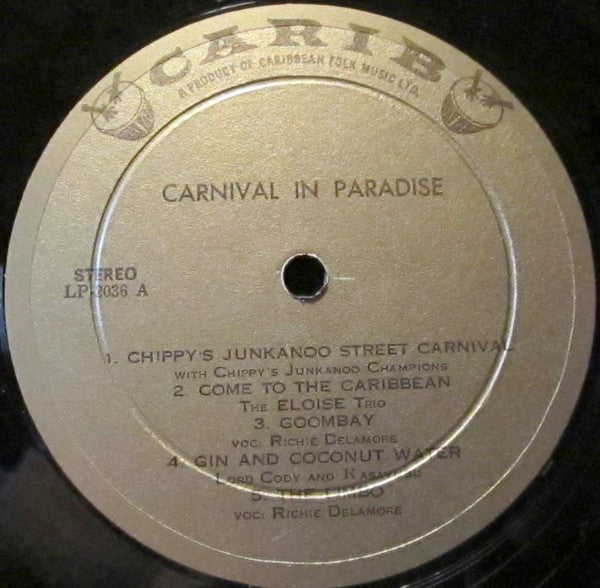 CARIB
A PRODUCT OF CARIBBEAN FOLK MUSIC LTD.
CARNIVAL IN PARADISE
STEREO
LP-2036 A
1. CHIPPY'S JUNKANOO STREET CARNIVAL
WITH CHIPPY'S JUNKANOO CHAMPIONS
2. COME TO THE CARIBBEAN
THE ELOISE TRIO
3. GOOMBAY
VOC: RICHIE DELAMORE
4. GIN AND COCONUT WATER
LORD CODY AND
5. THE LIMBO
VOC: RICHIE DELAMORE